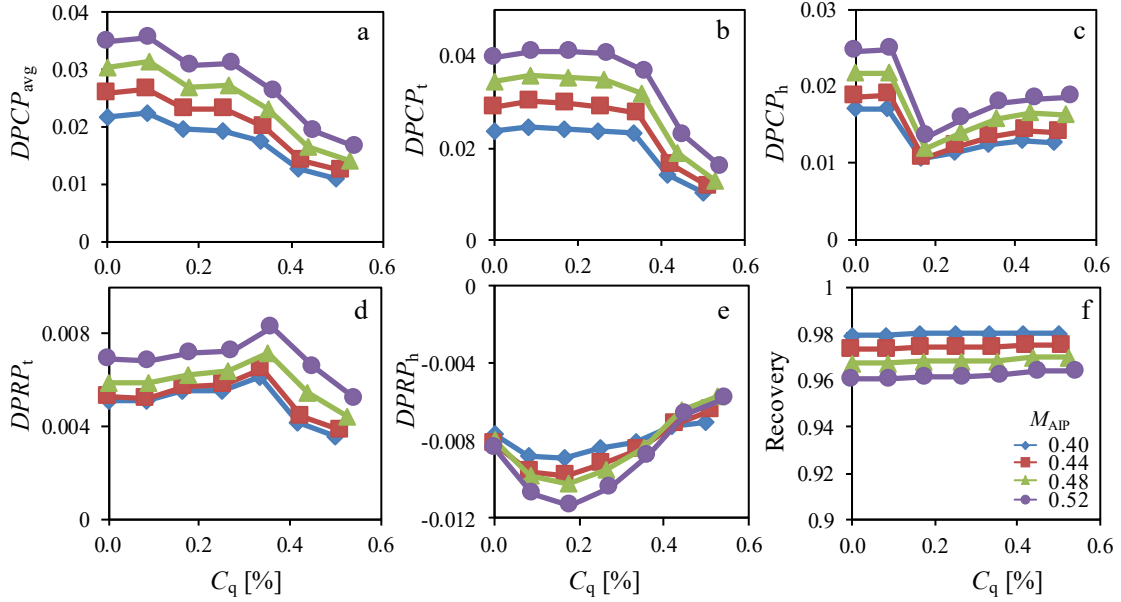 0.04
0.03
0.02
0.01
0
DPCPavg
a
0.0 0.2 0.4 0.6
0.04
0.02
0
DPCPt
b
0.0 0.2 0.4 0.6
0.03
0.02
0.01
0
DPCPh
c
0.0 0.2 0.4 0.6
0.008
0.004
0
DPRPt
d
0.0 0.2 0.4 0.6
Cq [%]
0
-0.004
-0.008
-0.012
DPRPh
e
0.0 0.2 0.4 0.6
Cq [%]
1
0.98
0.96
0.94
0.92
0.9
Recovery
f
MAIP
0.40
0.44
0.48
0.52
0.0 0.2 0.4 0.6
Cq [%]